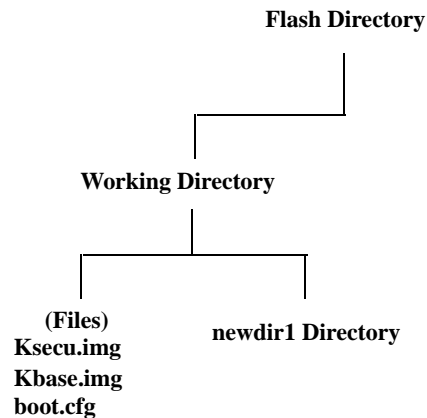 Flash Directory
Working Directory
(Files)
Ksecu.img
Kbase.img
boot.cfg
newdir1 Directory